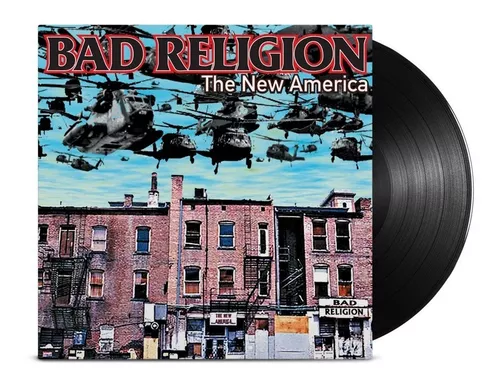 BAD RELIGION
The New America
THE NEW
AMERICA
BAD
RELIGION